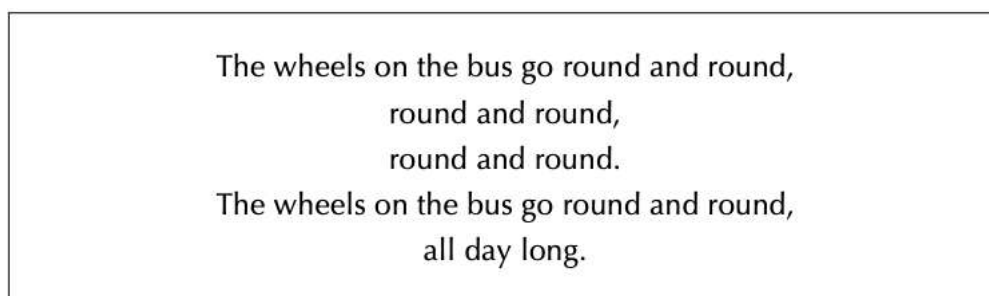 The wheels on the bus go round and round,
round and round,
round and round.
The wheels on the bus go round and round,
all day long.